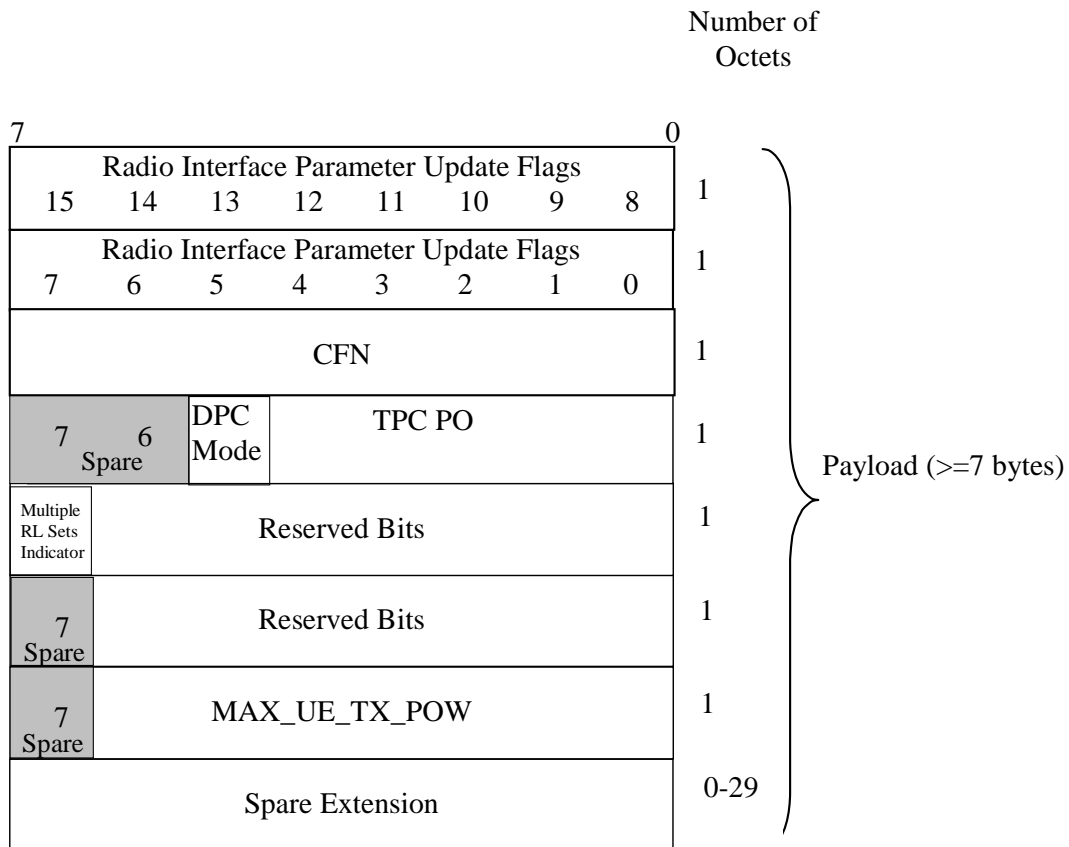 Number of
Octets
7 0
Radio Interface Parameter Update Flags
15 14 13 12 11 10 9 8
1
Radio Interface Parameter Update Flags
7 6 5 4 3 2 1 0
1
CFN
1
7 6
Spare
DPC
Mode
TPC PO
1
Multiple
RL Sets
Indicator
Reserved Bits
1
7
Spare
Reserved Bits
1
7
Spare
MAX_UE_TX_POW
1
Spare Extension
0-29
Payload (>=7 bytes)